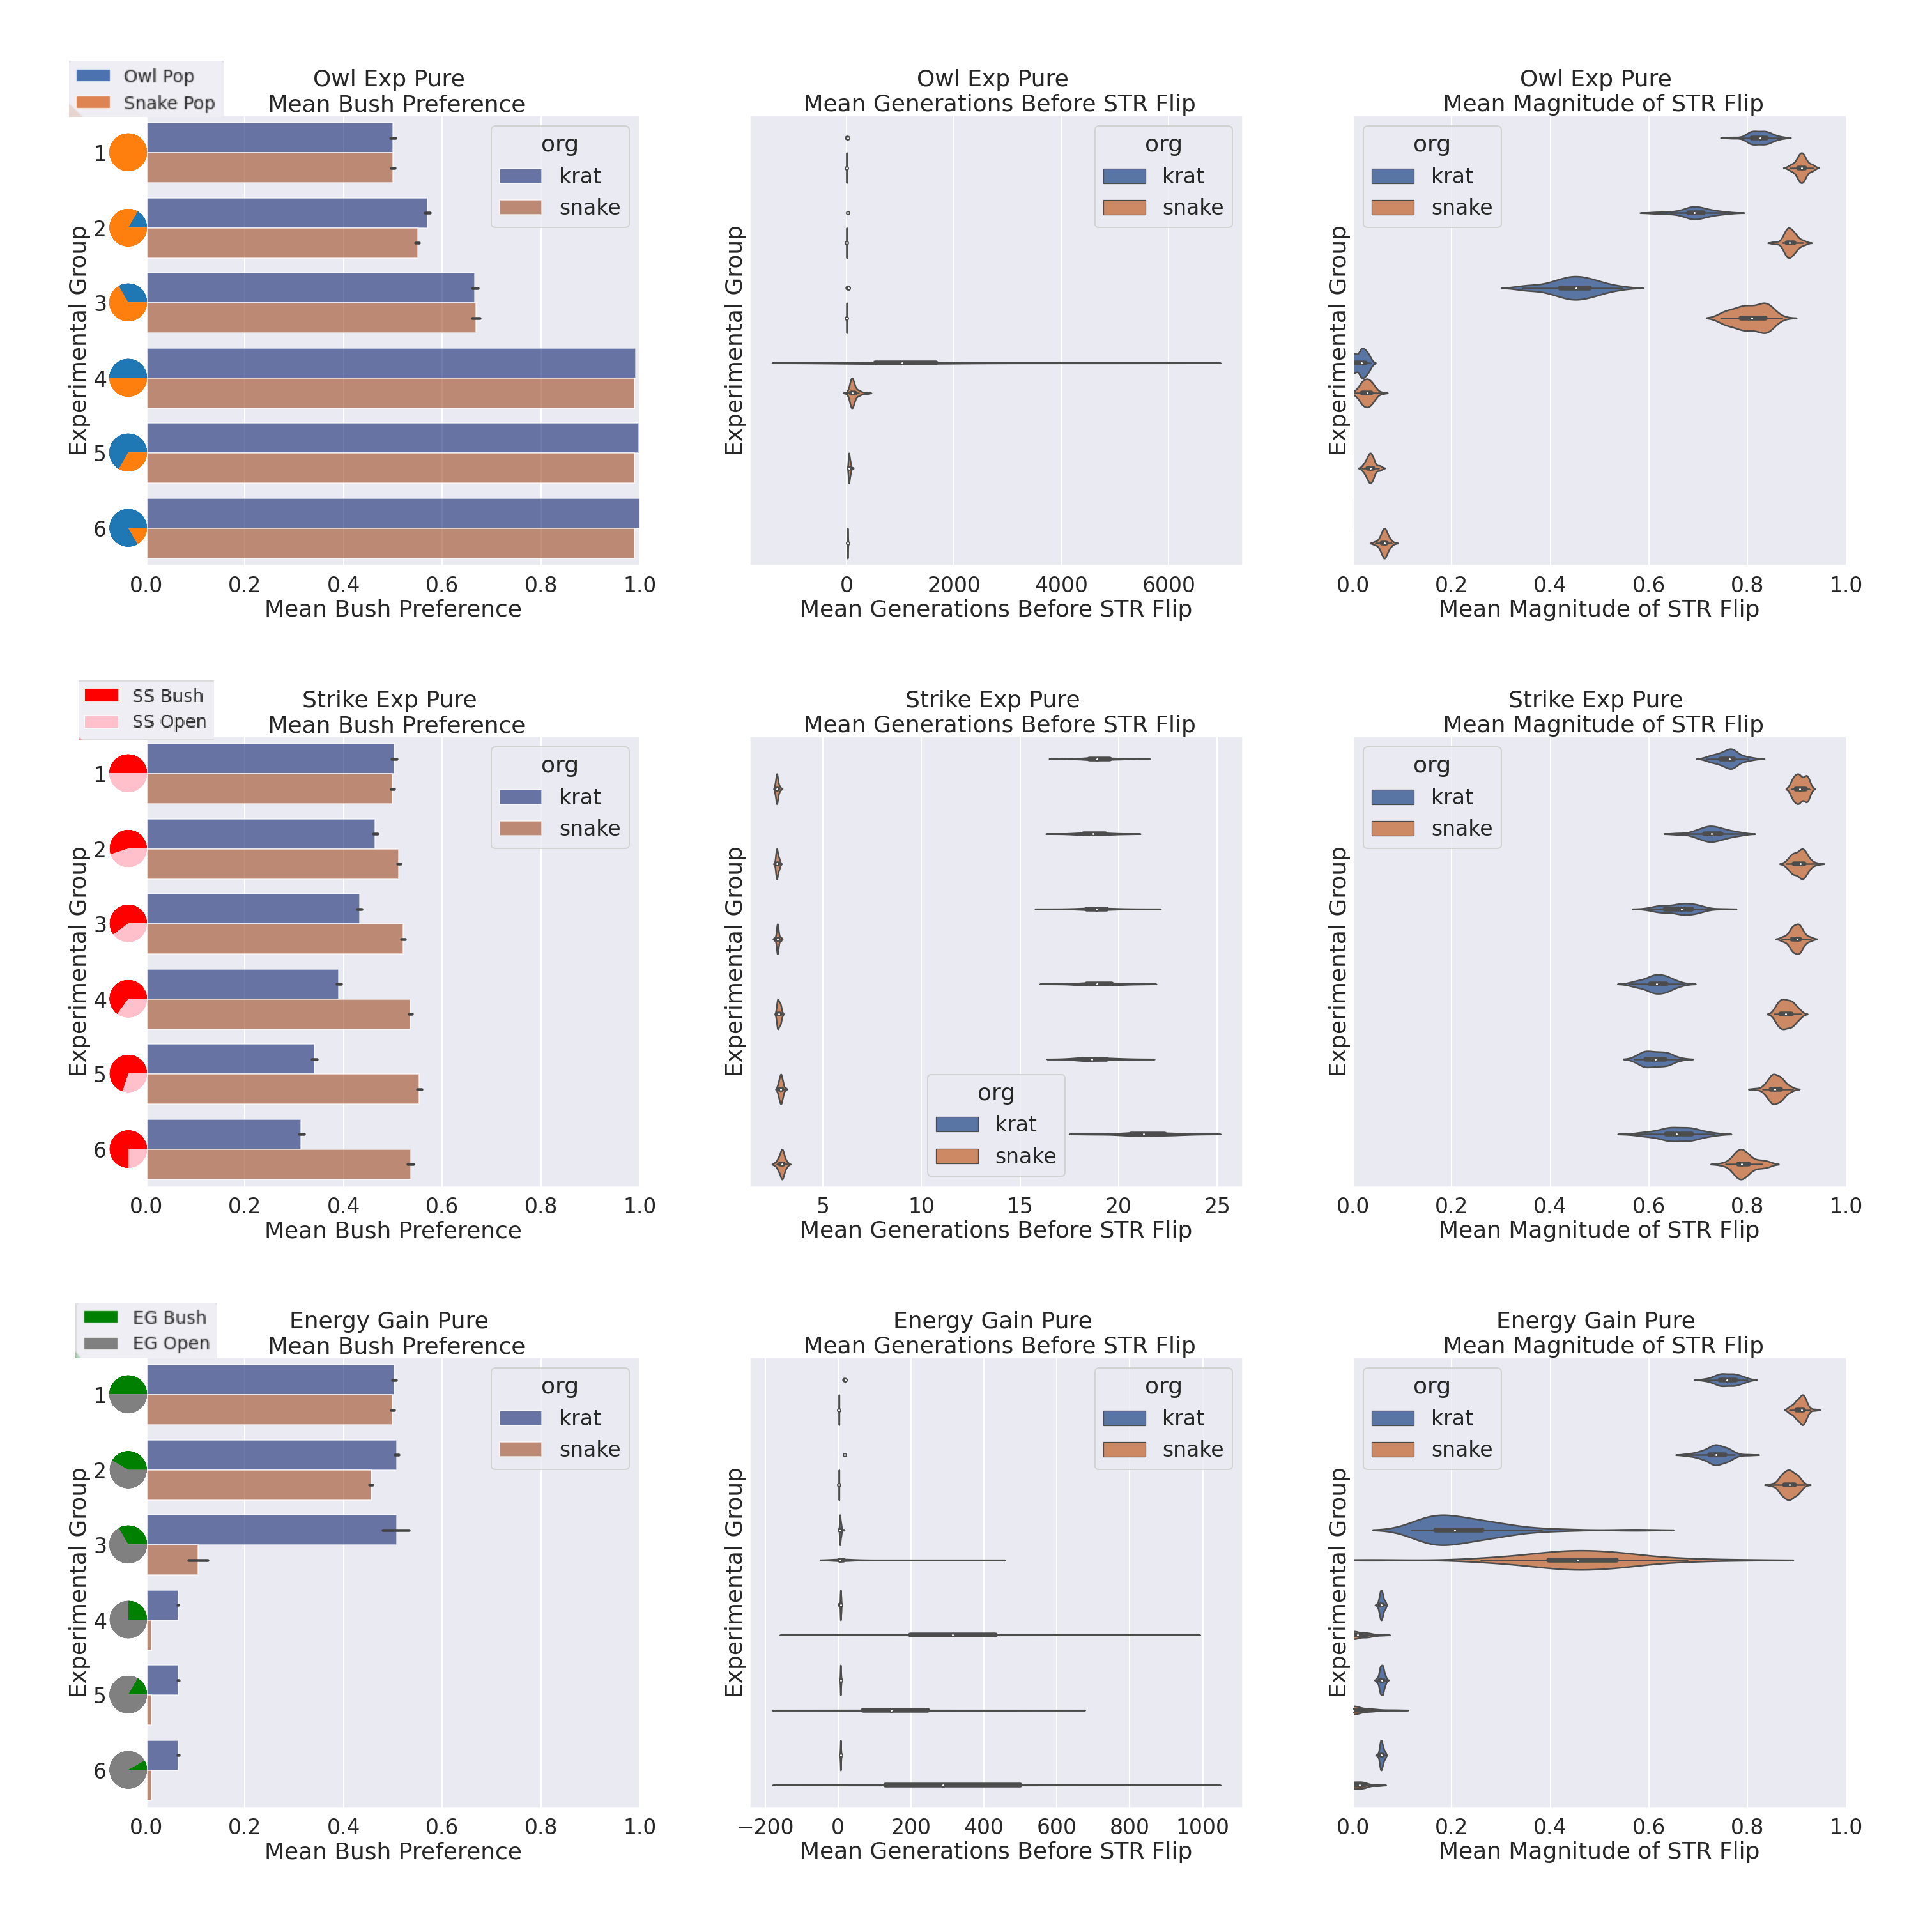 Owl Pop
Snake Pop
Owl Exp Pure
Mean Bush Preference
org
krat
snake
Experimental Group
1
2
3
4
5
6
0.0 0.2 0.4 0.6 0.8 1.0
Mean Bush Preference
Owl Exp Pure
Mean Generations Before STR Flip
org
krat
snake
Experimental Group
0 2000 4000 6000
Mean Generations Before STR Flip
Owl Exp Pure
Mean Magnitude of STR Flip
org
krat
snake
Experimental Group
0.0 0.2 0.4 0.6 0.8 1.0
Mean Magnitude of STR Flip
SS Bush
SS Open
Strike Exp Pure
Mean Bush Preference
org
krat
snake
Experimental Group
1
2
3
4
5
6
0.0 0.2 0.4 0.6 0.8 1.0
Mean Bush Preference
Strike Exp Pure
Mean Generations Before STR Flip
Experimental Group
org
krat
snake
5 10 15 20 25
Mean Generations Before STR Flip
Strike Exp Pure
Mean Magnitude of STR Flip
org
krat
snake
Experimental Group
0.0 0.2 0.4 0.6 0.8 1.0
Mean Magnitude of STR Flip
EG Bush
EG Open
Energy Gain Pure
Mean Bush Preference
org
krat
snake
Experimental Group
1
2
3
4
5
6
0.0 0.2 0.4 0.6 0.8 1.0
Mean Bush Preference
Energy Gain Pure
Mean Generations Before STR Flip
org
krat
snake
Experimental Group
−200 0 200 400 600 800 1000
Mean Generations Before STR Flip
Energy Gain Pure
Mean Magnitude of STR Flip
org
krat
snake
Experimental Group
0.0 0.2 0.4 0.6 0.8 1.0
Mean Magnitude of STR Flip